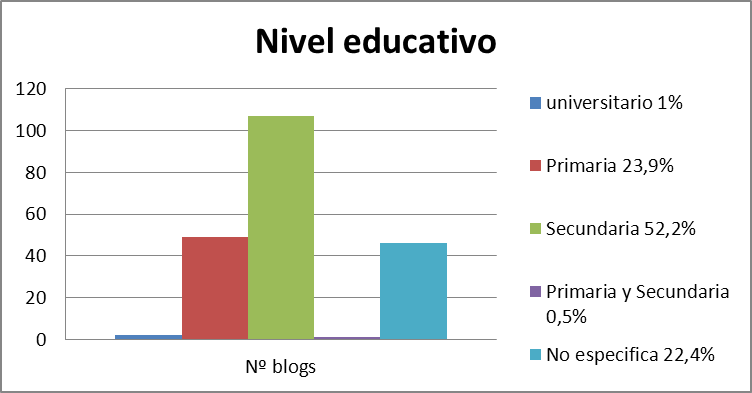 Nivel educativo
120
100
80
60
40
20
0
Nº blogs
universitario 1%
Primaria 23,9%
Secundaria 52,2%
Primaria y Secundaria
0,5%
No especifica 22,4%